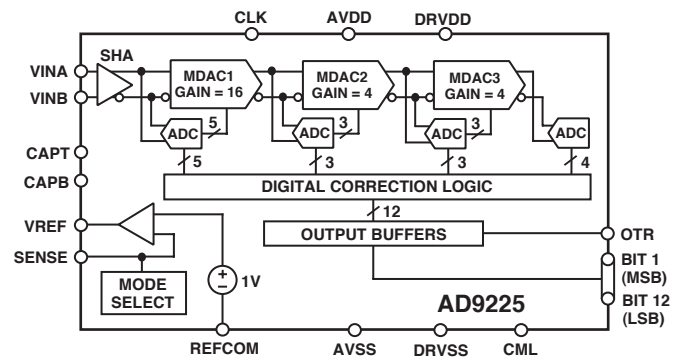 CLK AVDD DRVDD
SHA
VINA
VINB
MDAC1
GAIN = 16
MDAC2
GAIN = 4
MDAC3
GAIN = 4
ADC 5 ADC 3 ADC 3 ADC
5 3 3 4
CAPT
CAPB
DIGITAL CORRECTION LOGIC
12
VREF
OUTPUT BUFFERS
OTR
SENSE
MODE
SELECT
+
–
1V
BIT 1
(MSB)
BIT 12
(LSB)
AD9225
REFCOM AVSS DRVSS CML